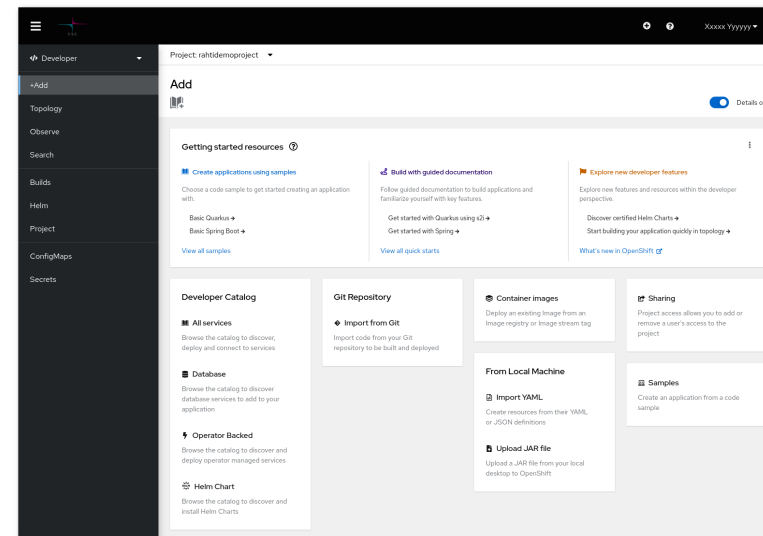 Xxxxx Yyyyyy
Developer
+Add
Topology
Observe
Search
Builds
Helm
Project
ConfigMaps
Secrets
Project: rahtidemoproject
Add
Details o
Getting started resources
Create applications using samples
Choose a code sample to get started creating an application
with.
Basic Quarkus →
Basic Spring Boot →
View all samples
Build with guided documentation
Follow guided documentation to build applications and
familiarize yourself with key features.
Get started with Quarkus using s2i →
Get started with Spring →
View all quick starts
Explore new developer features
Explore new features and resources within the developer
perspective.
Discover certified Helm Charts →
Start building your application quickly in topology →
What's new in OpenShift
Developer Catalog
All services
Browse the catalog to discover,
deploy and connect to services
Database
Browse the catalog to discover
database services to add to your
application
Operator Backed
Browse the catalog to discover and
deploy operator managed services
Helm Chart
Browse the catalog to discover and
install Helm Charts
Git Repository
Import from Git
Import code from your Git
repository to be built and deployed
Container images
Deploy an existing Image from an
Image registry or Image stream tag
From Local Machine
Import YAML
Create resources from their YAML
or JSON definitions
Upload JAR file
Upload a JAR file from your local
desktop to OpenShift
Sharing
Project access allows you to add or
remove a user's access to the
project
Samples
Create an application from a code
sample